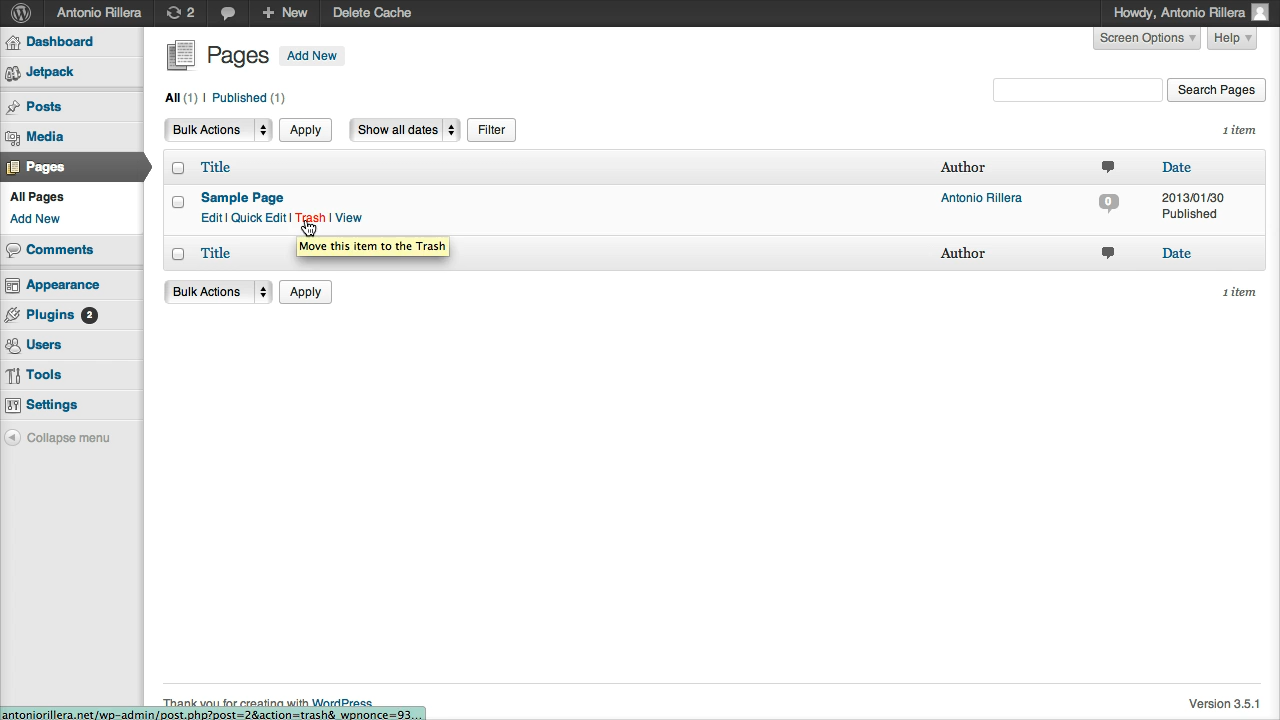 Antonio Rillera 2 + New Delete Cache Howdy, Antonio Rillera
Dashboard
Jetpack
Posts
Media
Pages
All Pages
Add New
Comments
Appearance
Plugins 2
Users
Tools
Settings
Collapse menu
Screen Options Help
Pages Add New
All (1) | Published (1)
Search Pages
Bulk Actions Apply Show all dates Filter 1 item
Title Author Date
Sample Page Antonio Rillera 0 2013/01/30
Edit | Quick Edit | Trash | View Published
Move this item to the Trash
Title Author Date
Bulk Actions Apply 1 item
Thank you for creating with WordPress Version 3.5.1
antoniorillera.net/wp-admin/post.php?post=2&action=trash&_wpnonce=93...